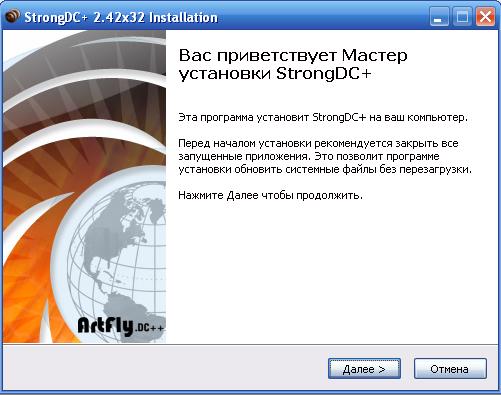 StrongDC+ 2.42x32 Installation
Вас приветствует Мастер
установки StrongDC+
Эта программа установит StrongDC+ на ваш компьютер.
Перед началом установки рекомендуется закрыть все
запущенные приложения. Это позволит программе
установки обновить системные файлы без перезагрузки.
Нажмите Далее чтобы продолжить.
ArtFly.DC++
Далее >
Отмена